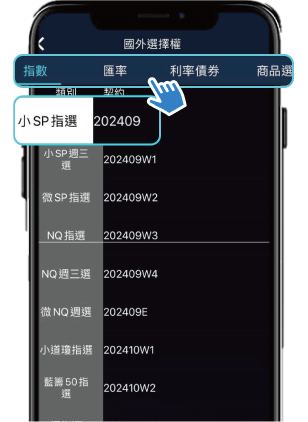 國外選擇權
指數 匯率 利率債券 商品選
類別 契約
小SP指選 202409
小SP週三選 202409W1
微SP指選 202409W2
NQ指選 202409W3
NQ週三選 202409W4
微NQ週選 202409E
小道瓊指選 202410W1
藍籌50指選 202410W2